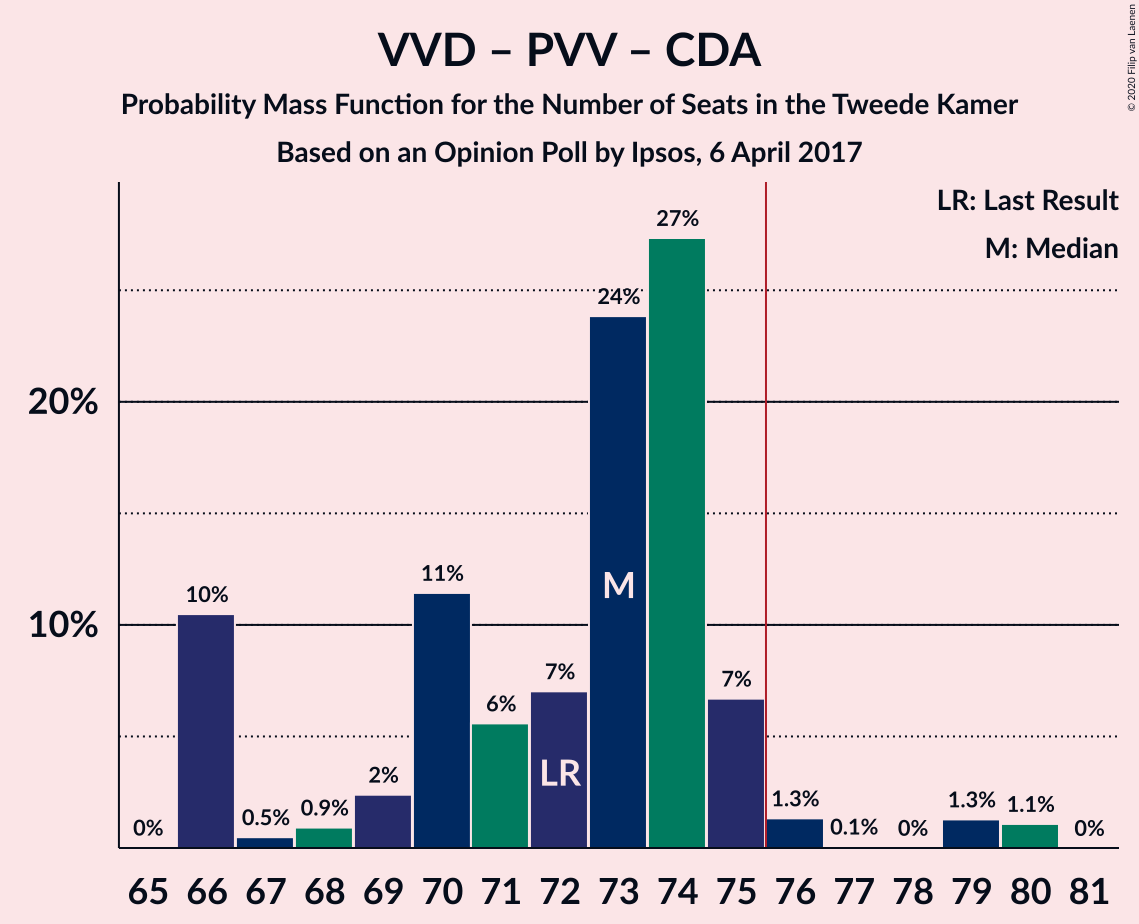 VVD – PVV – CDA
Probability Mass Function for the Number of Seats in the Tweede Kamer
Based on an Opinion Poll by Ipsos, 6 April 2017
© 2020 Filip van Laenen
LR: Last Result
M: Median
20%
10%
0%
10%
0.5%
0.9%
2%
11%
6%
7%
24%
27%
7%
1.3%
0.1%
0%
1.3%
1.1%
0%
M
LR
65 66 67 68 69 70 71 72 73 74 75 76 77 78 79 80 81